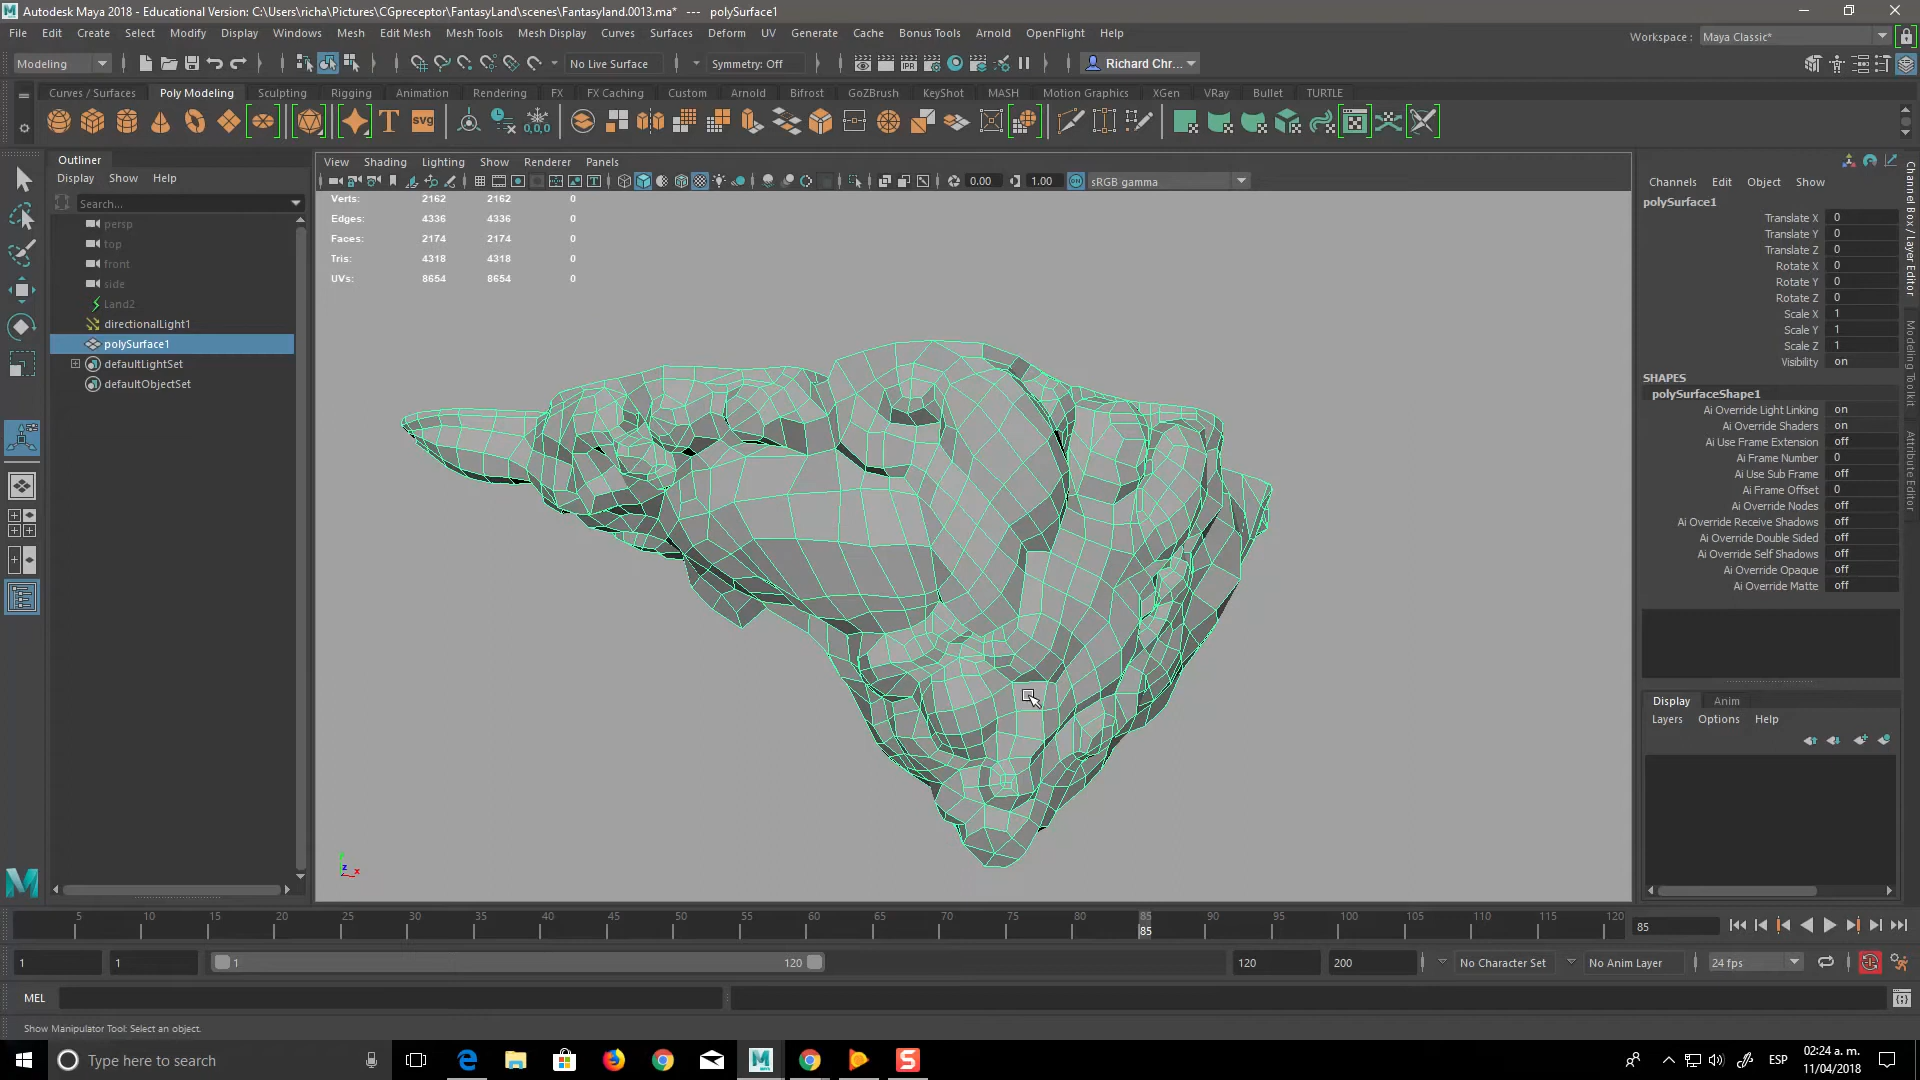 Autodesk Maya 2018 - Educational Version: C:\Users\richa\Pictures\CGpreceptor\FantasyLand\scenes\Fantasyland.0013.ma* --- polySurface1
File Edit Create Select Modify Display Windows Mesh Edit Mesh Mesh Tools Mesh Display Curves Surfaces Deform UV Generate Cache Arnold Bonus Tools OpenFlight Help
Workspace : Maya Classic*
Modeling No Live Surface Symmetry: Off Richard Chr...
Curves / Surfaces Poly Modeling Sculpting Rigging Animation Rendering FX FX Caching Custom Arnold Bifrost GoZBrush KeyShot MASH Motion Graphics XGen VRay Bullet TURTLE
T svg 0,0,0
Outliner
Display Show Help
Search...
persp
top
front
side
Land2
directionalLight1
polySurface1
defaultLightSet
defaultObjectSet
View Shading Lighting Show Renderer Panels
0.00 1.00 sRGB gamma
Verts: 2162 2162 0
Edges: 4336 4336 0
Faces: 2174 2174 0
Tris: 4318 4318 0
UVs: 8654 8654 0
Channels Edit Object Show
polySurface1
Translate X 0
Translate Y 0
Translate Z 0
Rotate X 0
Rotate Y 0
Rotate Z 0
Scale X 1
Scale Y 1
Scale Z 1
Visibility on
SHAPES
polySurfaceShape1
Ai Override Light Linking on
Ai Override Shaders on
Ai Use Frame Extension off
Ai Frame Number 0
Ai Use Sub Frame off
Ai Frame Offset 0
Ai Override Nodes off
Ai Override Receive Shadows off
Ai Override Double Sided off
Ai Override Self Shadows off
Ai Override Opaque off
Ai Override Matte off
Channel Box / Layer Editor
Modeling Toolkit
Attribute Editor
Display Anim
Layers Options Help
5 10 15 20 25 30 35 40 45 50 55 60 65 70 75 80 85 90 95 100 105 110 115 120
85
85
1 1 1 120 120 200 No Character Set No Anim Layer 24 fps
MEL
Show Manipulator Tool: Select an object.
Type here to search
ESP
02:24 a. m.
11/04/2018